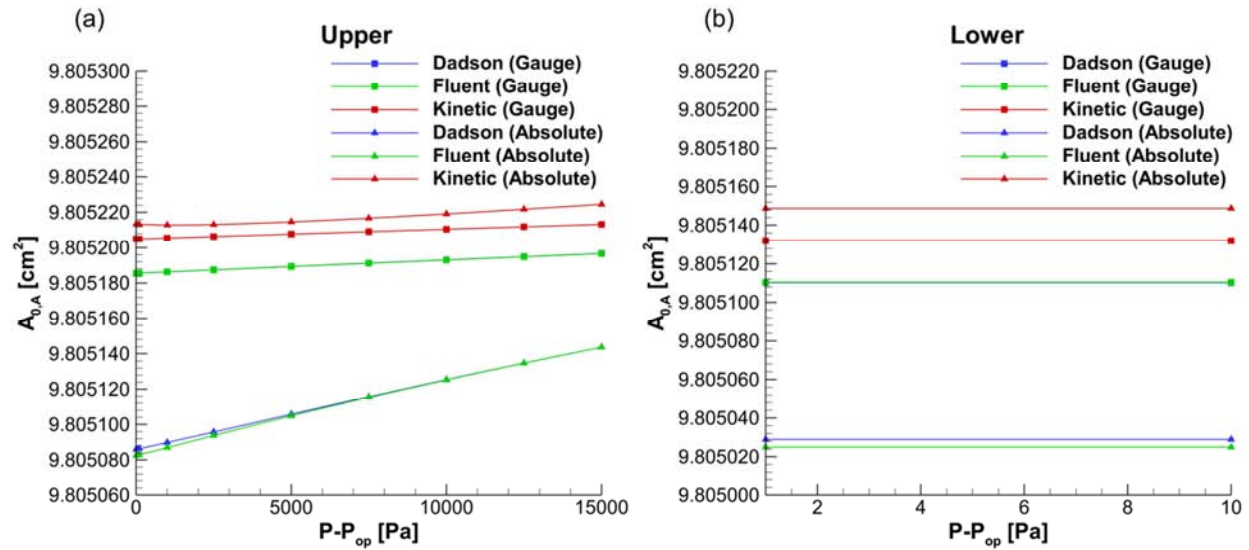 (a)
Upper
Dadson (Gauge)
Fluent (Gauge)
Kinetic (Gauge)
Dadson (Absolute)
Fluent (Absolute)
Kinetic (Absolute)
9.805300
9.805280
9.805260
9.805240
9.805220
9.805200
9.805180
9.805160
9.805140
9.805120
9.805100
9.805080
9.805060
A0,A [cm²]
0 5000 10000 15000
P-Pop [Pa]
(b)
Lower
Dadson (Gauge)
Fluent (Gauge)
Kinetic (Gauge)
Dadson (Absolute)
Fluent (Absolute)
Kinetic (Absolute)
9.805220
9.805200
9.805180
9.805160
9.805140
9.805120
9.805100
9.805080
9.805060
9.805040
9.805020
9.805000
A0,A [cm²]
2 4 6 8 10
P-Pop [Pa]